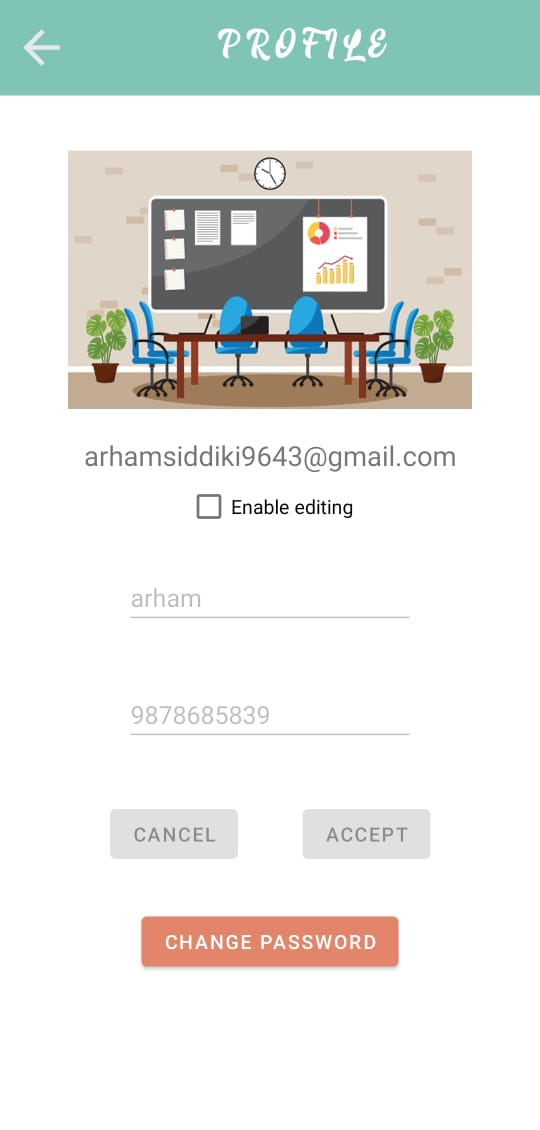 PROFILE
arhamsiddiki9643@gmail.com
Enable editing
arham
9878685839
CANCEL ACCEPT
CHANGE PASSWORD